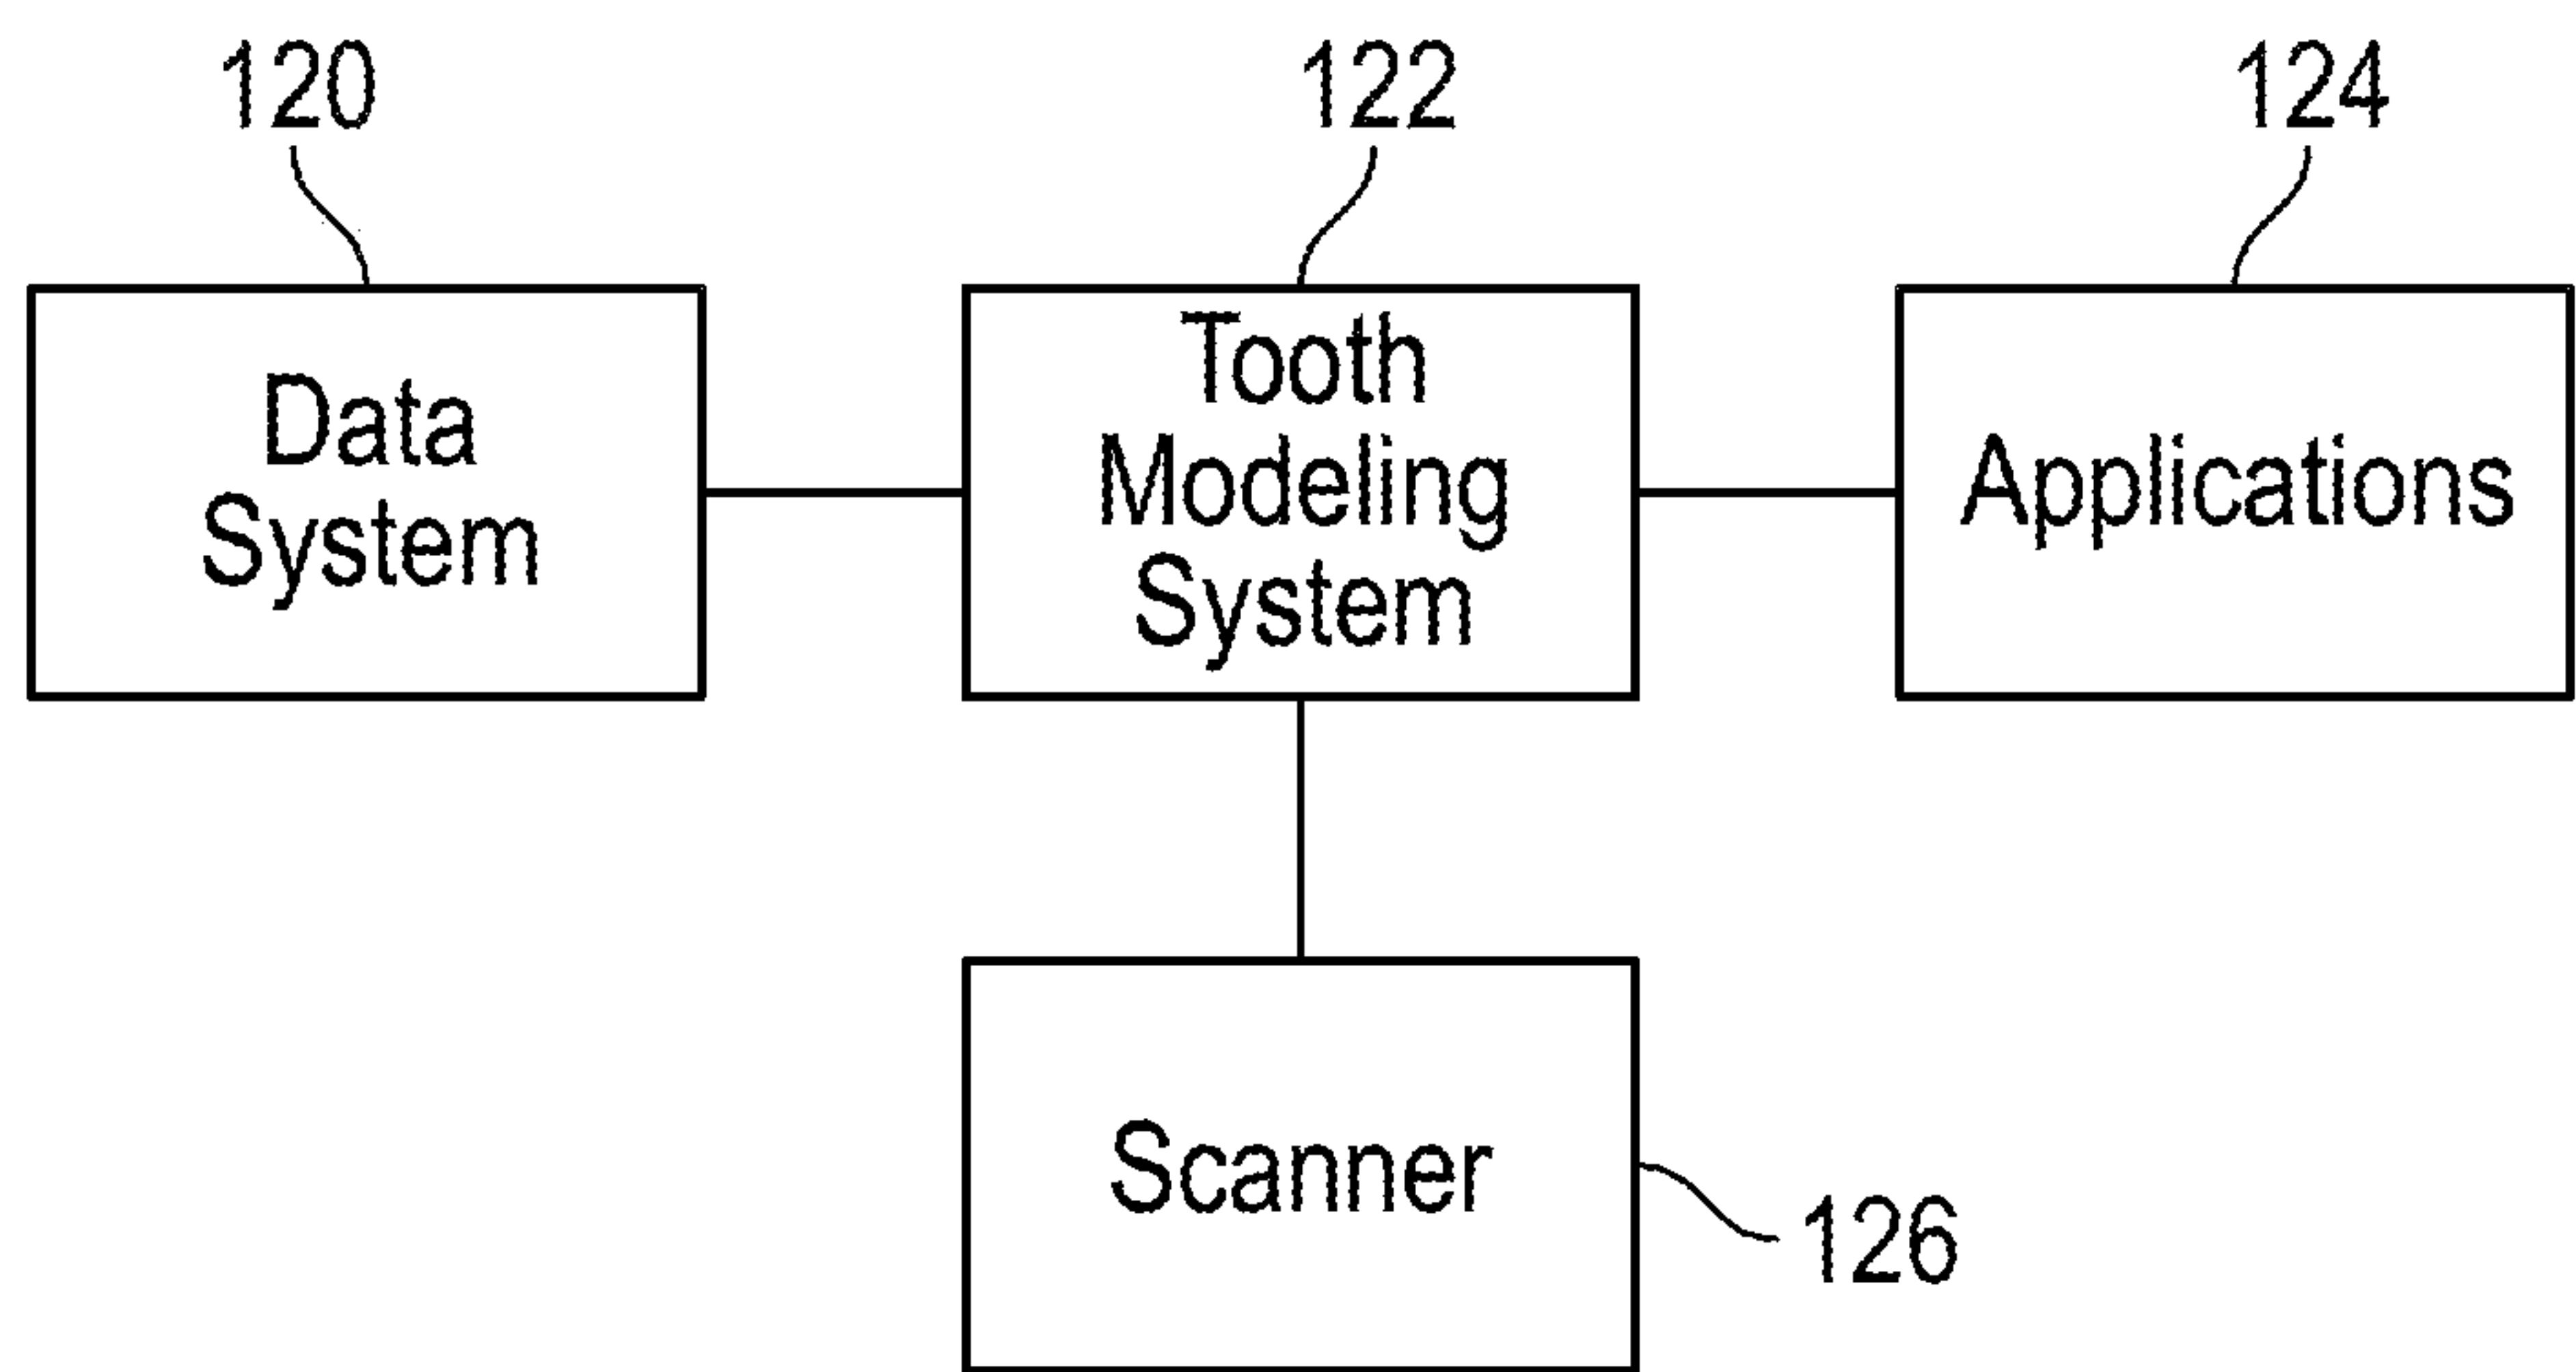 120
122
124
Data
System
Tooth
Modeling
System
Applications
Scanner
126